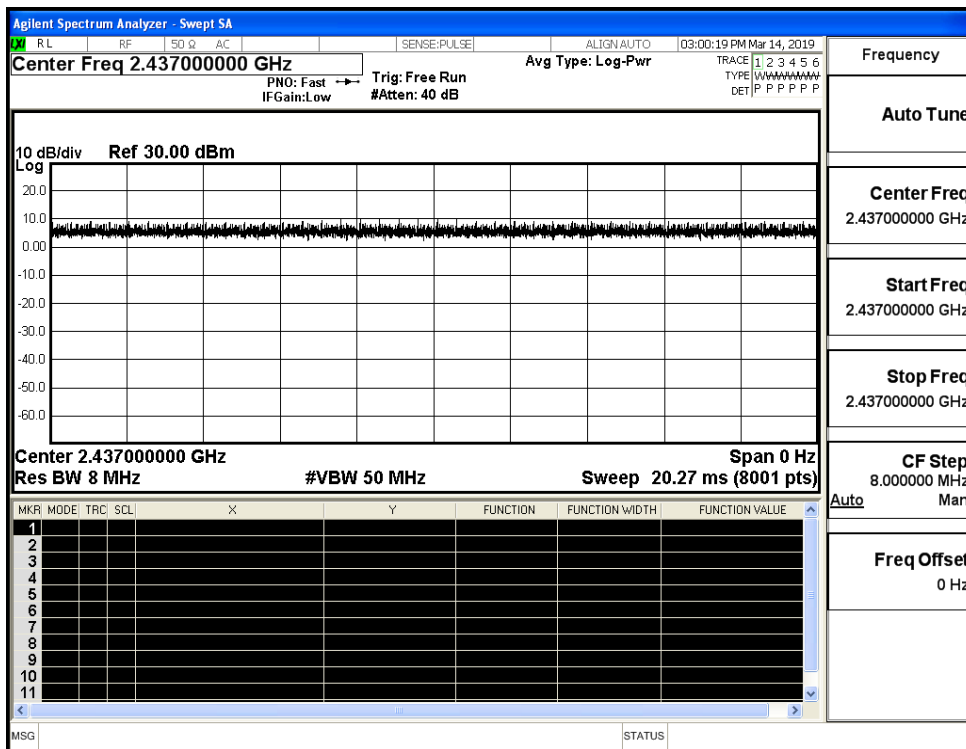 Agilent Spectrum Analyzer - Swept SA
LXI RL RF 50 Ω AC SENSE:PULSE ALIGN AUTO 03:00:19 PM Mar 14, 2019
Center Freq 2.437000000 GHz
Avg Type: Log-Pwr
TRACE 1 2 3 4 5 6
PNO: Fast
Trig: Free Run
TYPE WWWWWW
IFGain:Low
#Atten: 40 dB
DET P P P P P P
10 dB/div Ref 30.00 dBm
Log
20.0
10.0
0.00
-10.0
-20.0
-30.0
-40.0
-50.0
-60.0
Center 2.437000000 GHz Span 0 Hz
Res BW 8 MHz #VBW 50 MHz Sweep 20.27 ms (8001 pts)
MKR MODE TRC SCL X Y FUNCTION FUNCTION WIDTH FUNCTION VALUE
1
2
3
4
5
6
7
8
9
10
11
MSG STATUS
Frequency
Auto Tune
Center Freq
2.437000000 GHz
Start Freq
2.437000000 GHz
Stop Freq
2.437000000 GHz
CF Step
8.000000 MHz
Auto Man
Freq Offset
0 Hz